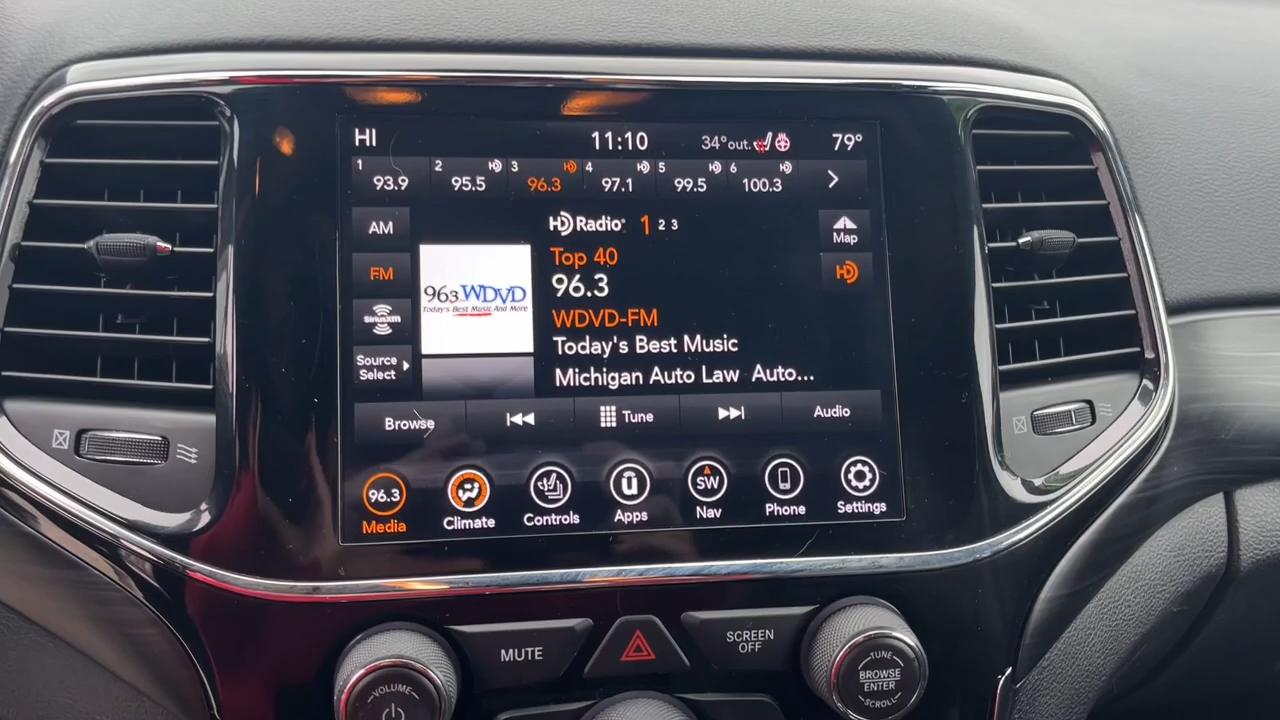 HI 11:10 34°out. 79°
1 2 3 4 5 6
93.9 95.5 96.3 97.1 99.5 100.3
AM
HD Radio 1 2 3
Map
FM
Top 40
96.3
WDVD-FM
Today's Best Music
Michigan Auto Law Auto...
96.3 WDVD
Today's Best Music And More
SiriusXM
Source
Select
Browse Tune Audio
96.3 SW
Media Climate Controls Apps Nav Phone Settings
MUTE
SCREEN
OFF
VOLUME
TUNE
BROWSE
ENTER
SCROLL